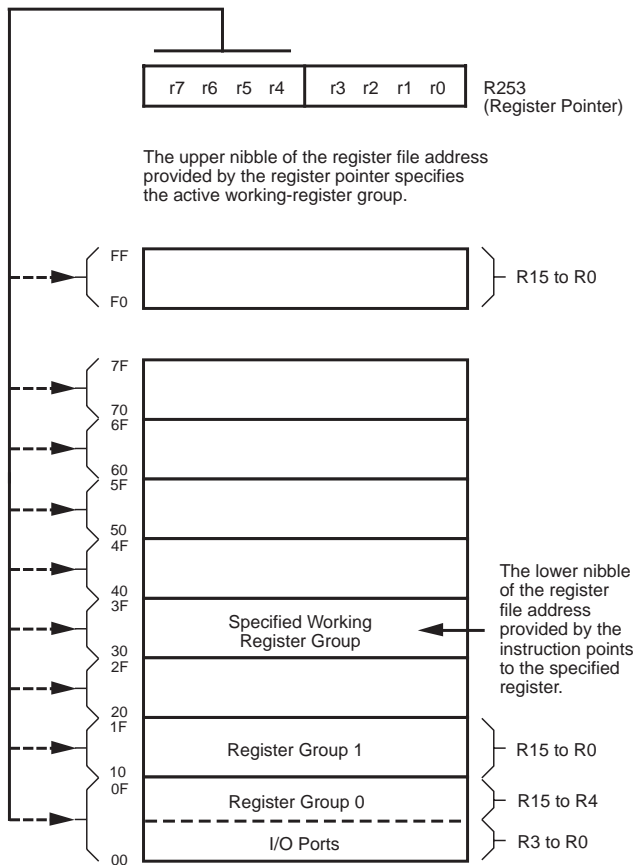 r7 r6 r5 r4 r3 r2 r1 r0
R253
(Register Pointer)
The upper nibble of the register file address
provided by the register pointer specifies
the active working-register group.
FF
F0
R15 to R0
7F
70
6F
60
5F
50
4F
40
3F
Specified Working
Register Group
The lower nibble
of the register
file address
provided by the
instruction points
to the specified
register.
30
2F
20
1F
Register Group 1
R15 to R0
10
0F
Register Group 0
R15 to R4
I/O Ports
R3 to R0
00